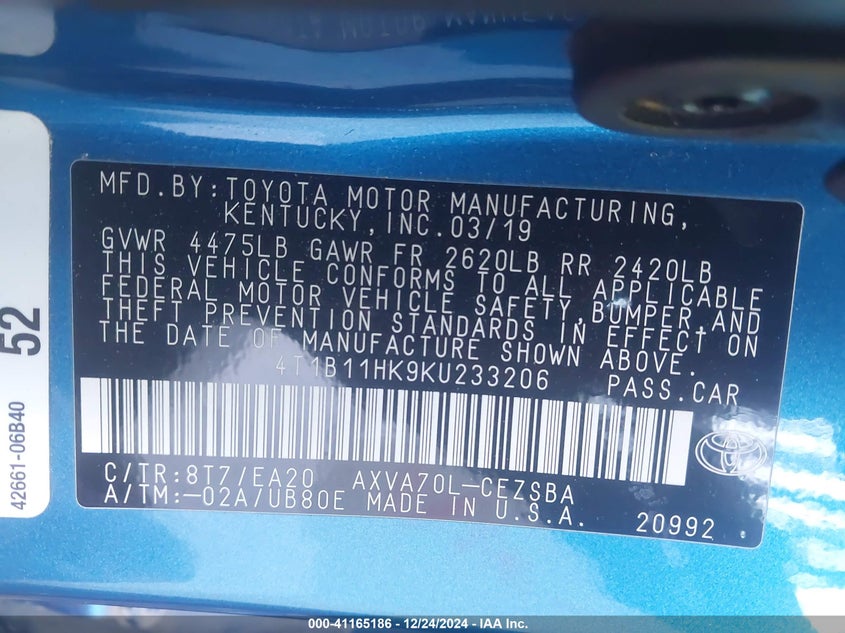 MFD.BY:TOYOTA MOTOR MANUFACTURING,
KENTUCKY,INC.03/19
GVWR 4475LB GAWR FR 2620LB RR 2420LB
THIS VEHICLE CONFORMS TO ALL APPLICABLE
FEDERAL MOTOR VEHICLE SAFETY,BUMPER,AND
THEFT PREVENTION STANDARDS IN EFFECT ON
THE DATE OF MANUFACTURE SHOWN ABOVE.
4T1B11HK9KU233206 PASS.CAR
C/TR:8T7/EA20 AXVA70L-CEZSBA
A/TM:-02A/UB80E MADE IN U.S.A.
20992
52
42661-06B40
000-41165186 - 12/24/2024 - IAA Inc.